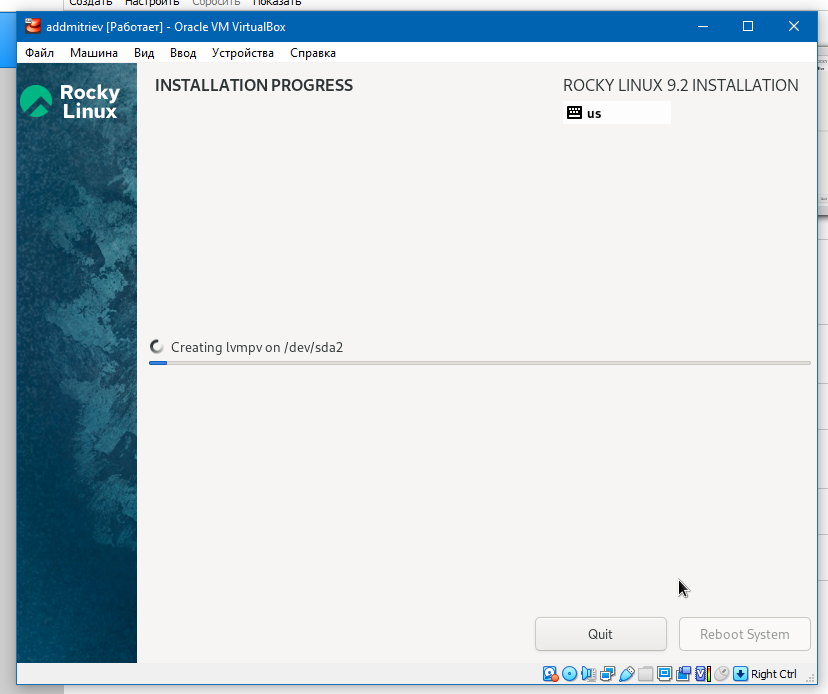 Создать Настроить Сбросить Показать
addmitriev [Работает] - Oracle VM VirtualBox
Файл Машина Вид Ввод Устройства Справка
Rocky
Linux
INSTALLATION PROGRESS
ROCKY LINUX 9.2 INSTALLATION
us
Creating lvmpv on /dev/sda2
Quit
Reboot System
Right Ctrl